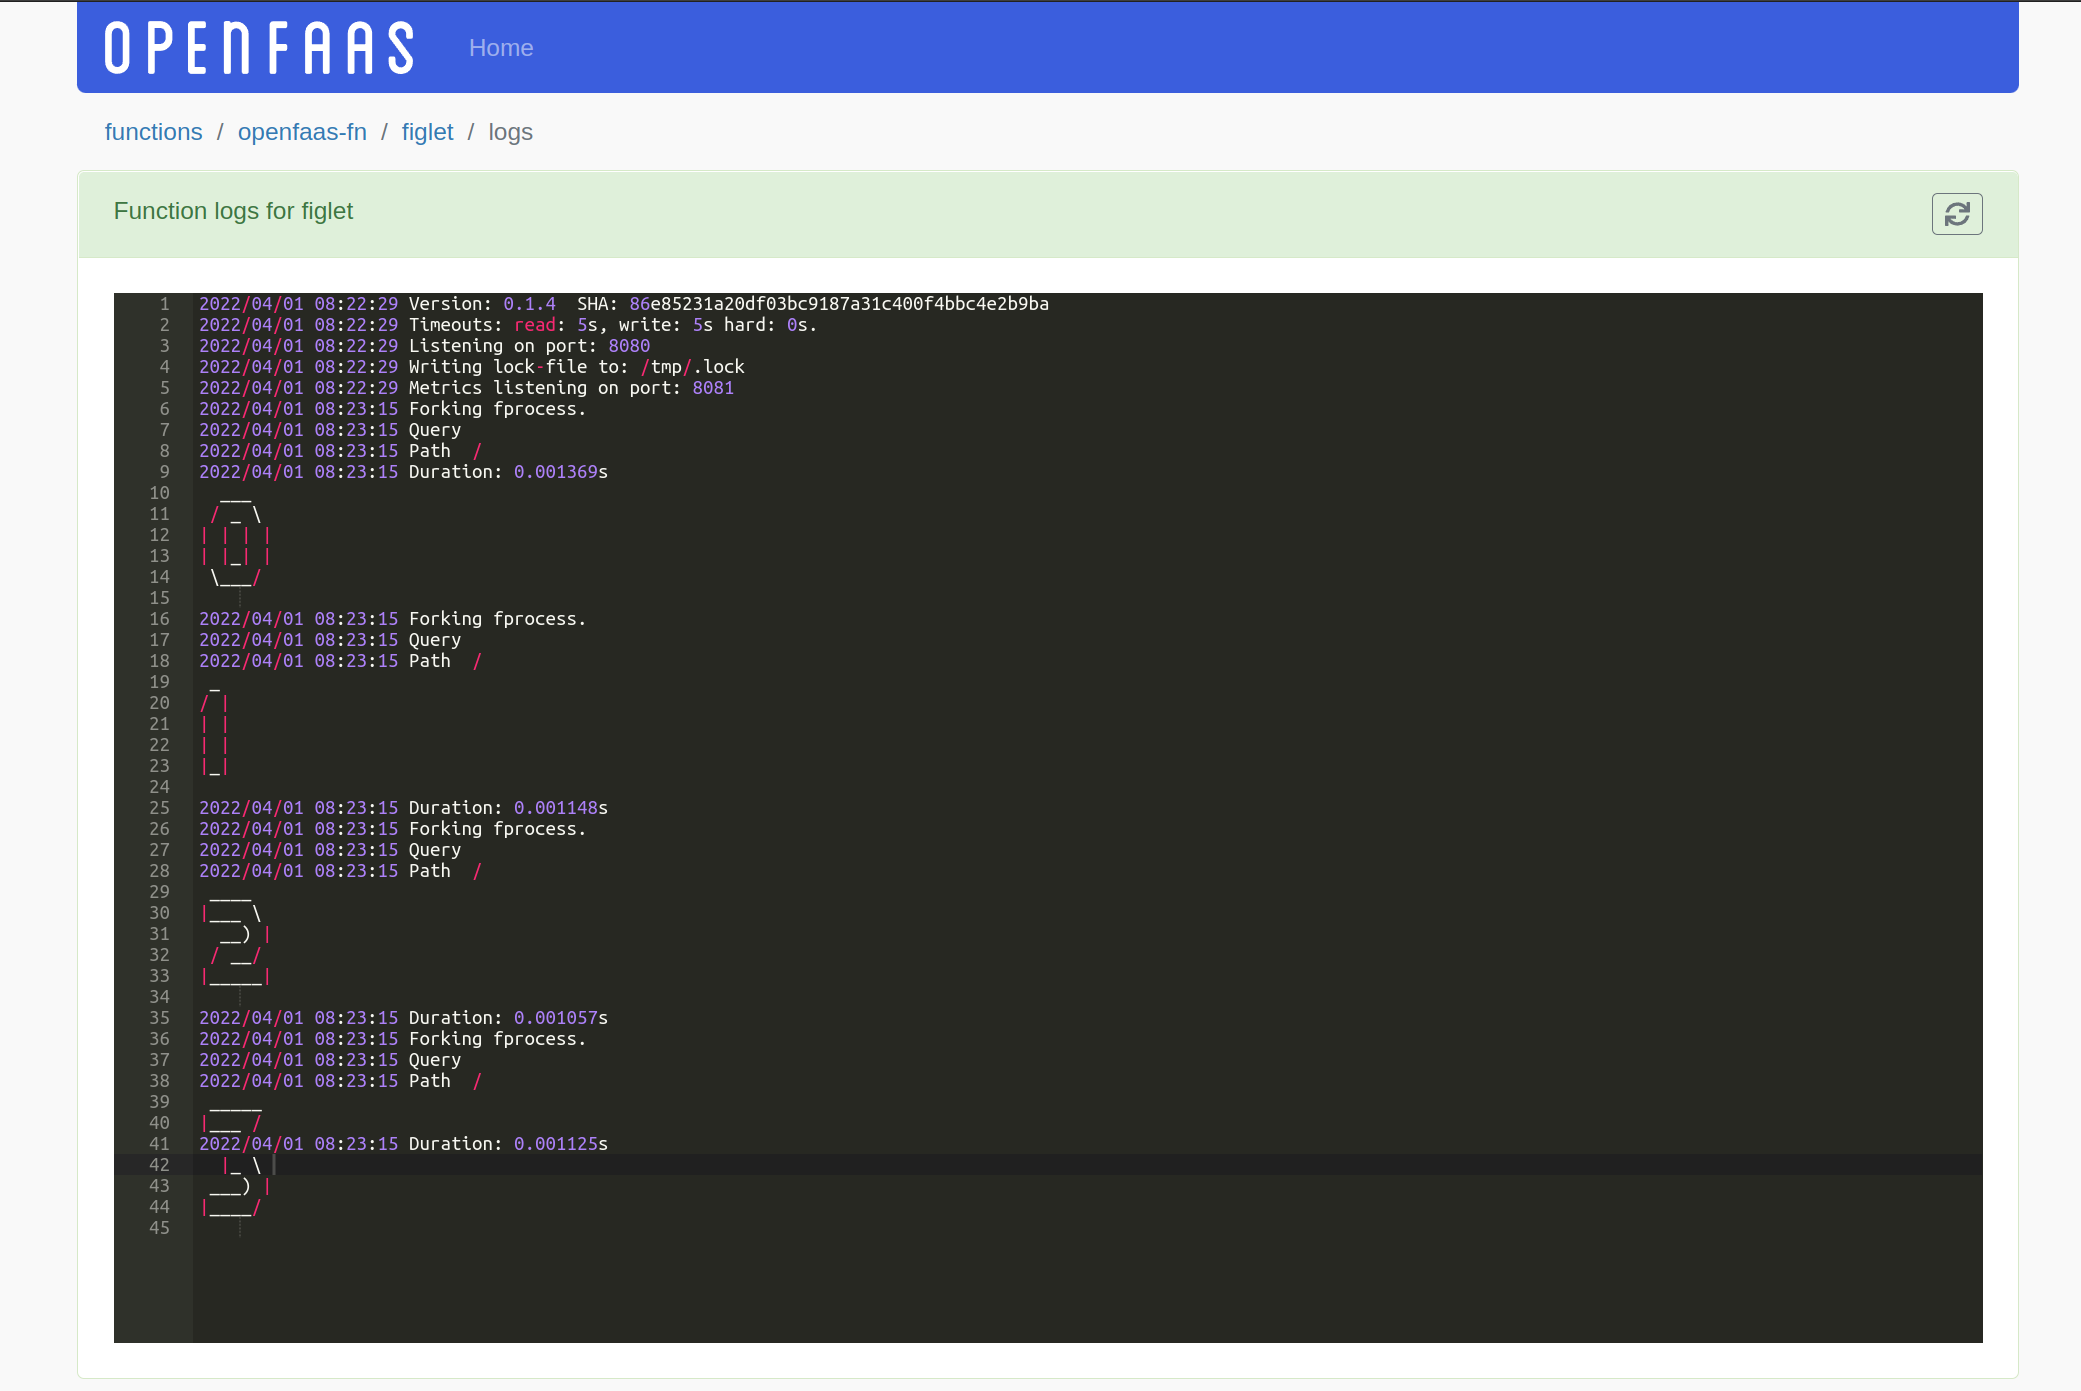 OPENFAAS Home
functions / openfaas-fn / figlet / logs
Function logs for figlet
1 2022/04/01 08:22:29 Version: 0.1.4  SHA: 86e85231a20df03bc9187a31c400f4bbc4e2b9ba
2 2022/04/01 08:22:29 Timeouts: read: 5s, write: 5s hard: 0s.
3 2022/04/01 08:22:29 Listening on port: 8080
4 2022/04/01 08:22:29 Writing lock-file to: /tmp/.lock
5 2022/04/01 08:22:29 Metrics listening on port: 8081
6 2022/04/01 08:23:15 Forking fprocess.
7 2022/04/01 08:23:15 Query
8 2022/04/01 08:23:15 Path  /
9 2022/04/01 08:23:15 Duration: 0.001369s
10   ___
11  / _ \
12 | | | |
13 | |_| |
14  \___/
15
16 2022/04/01 08:23:15 Forking fprocess.
17 2022/04/01 08:23:15 Query
18 2022/04/01 08:23:15 Path  /
19  _
20 / |
21 | |
22 | |
23 |_|
24
25 2022/04/01 08:23:15 Duration: 0.001148s
26 2022/04/01 08:23:15 Forking fprocess.
27 2022/04/01 08:23:15 Query
28 2022/04/01 08:23:15 Path  /
29  ____
30 |___ \
31   __) |
32  / __/
33 |_____|
34
35 2022/04/01 08:23:15 Duration: 0.001057s
36 2022/04/01 08:23:15 Forking fprocess.
37 2022/04/01 08:23:15 Query
38 2022/04/01 08:23:15 Path  /
39  _____
40 |___ /
41 2022/04/01 08:23:15 Duration: 0.001125s
42   |_ \
43  ___) |
44 |____/
45